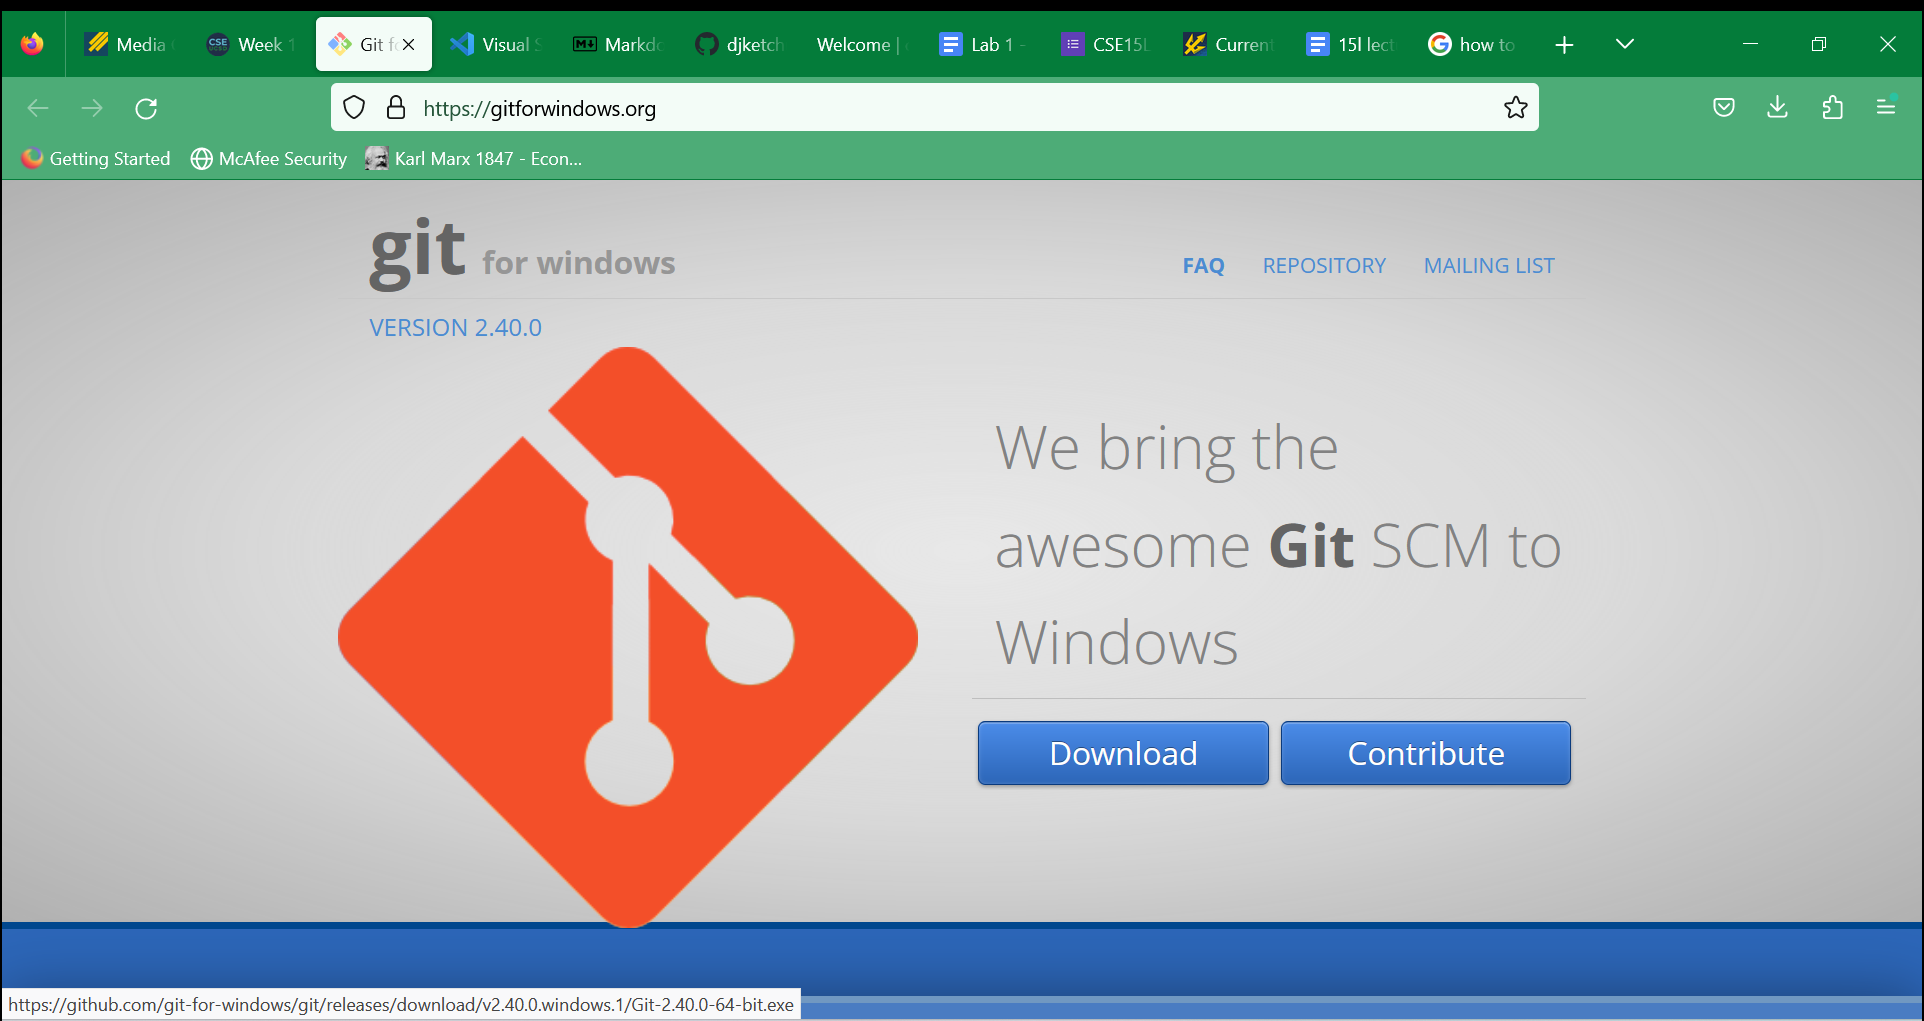 Media
Week 1
Git fo
Visual S
Markdo
djketch
Welcome |
Lab 1 -
CSE15L
Current
15l lect
how to
https://gitforwindows.org
Getting Started
McAfee Security
Karl Marx 1847 - Econ...
git for windows
FAQ
REPOSITORY
MAILING LIST
VERSION 2.40.0
We bring the
awesome Git SCM to
Windows
Download
Contribute
https://github.com/git-for-windows/git/releases/download/v2.40.0.windows.1/Git-2.40.0-64-bit.exe